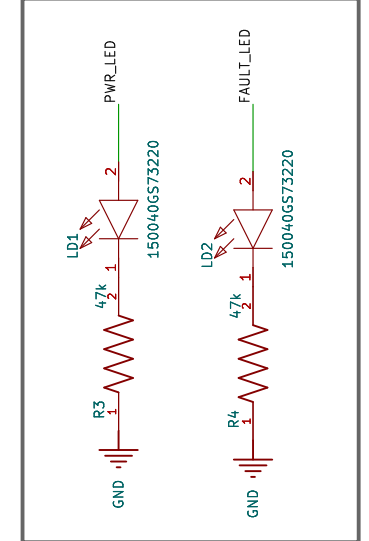 PWR_LED
2
LD1
150040GS73220
1
47k
2
R3
1
GND
FAULT_LED
2
LD2
150040GS73220
1
47k
2
R4
1
GND